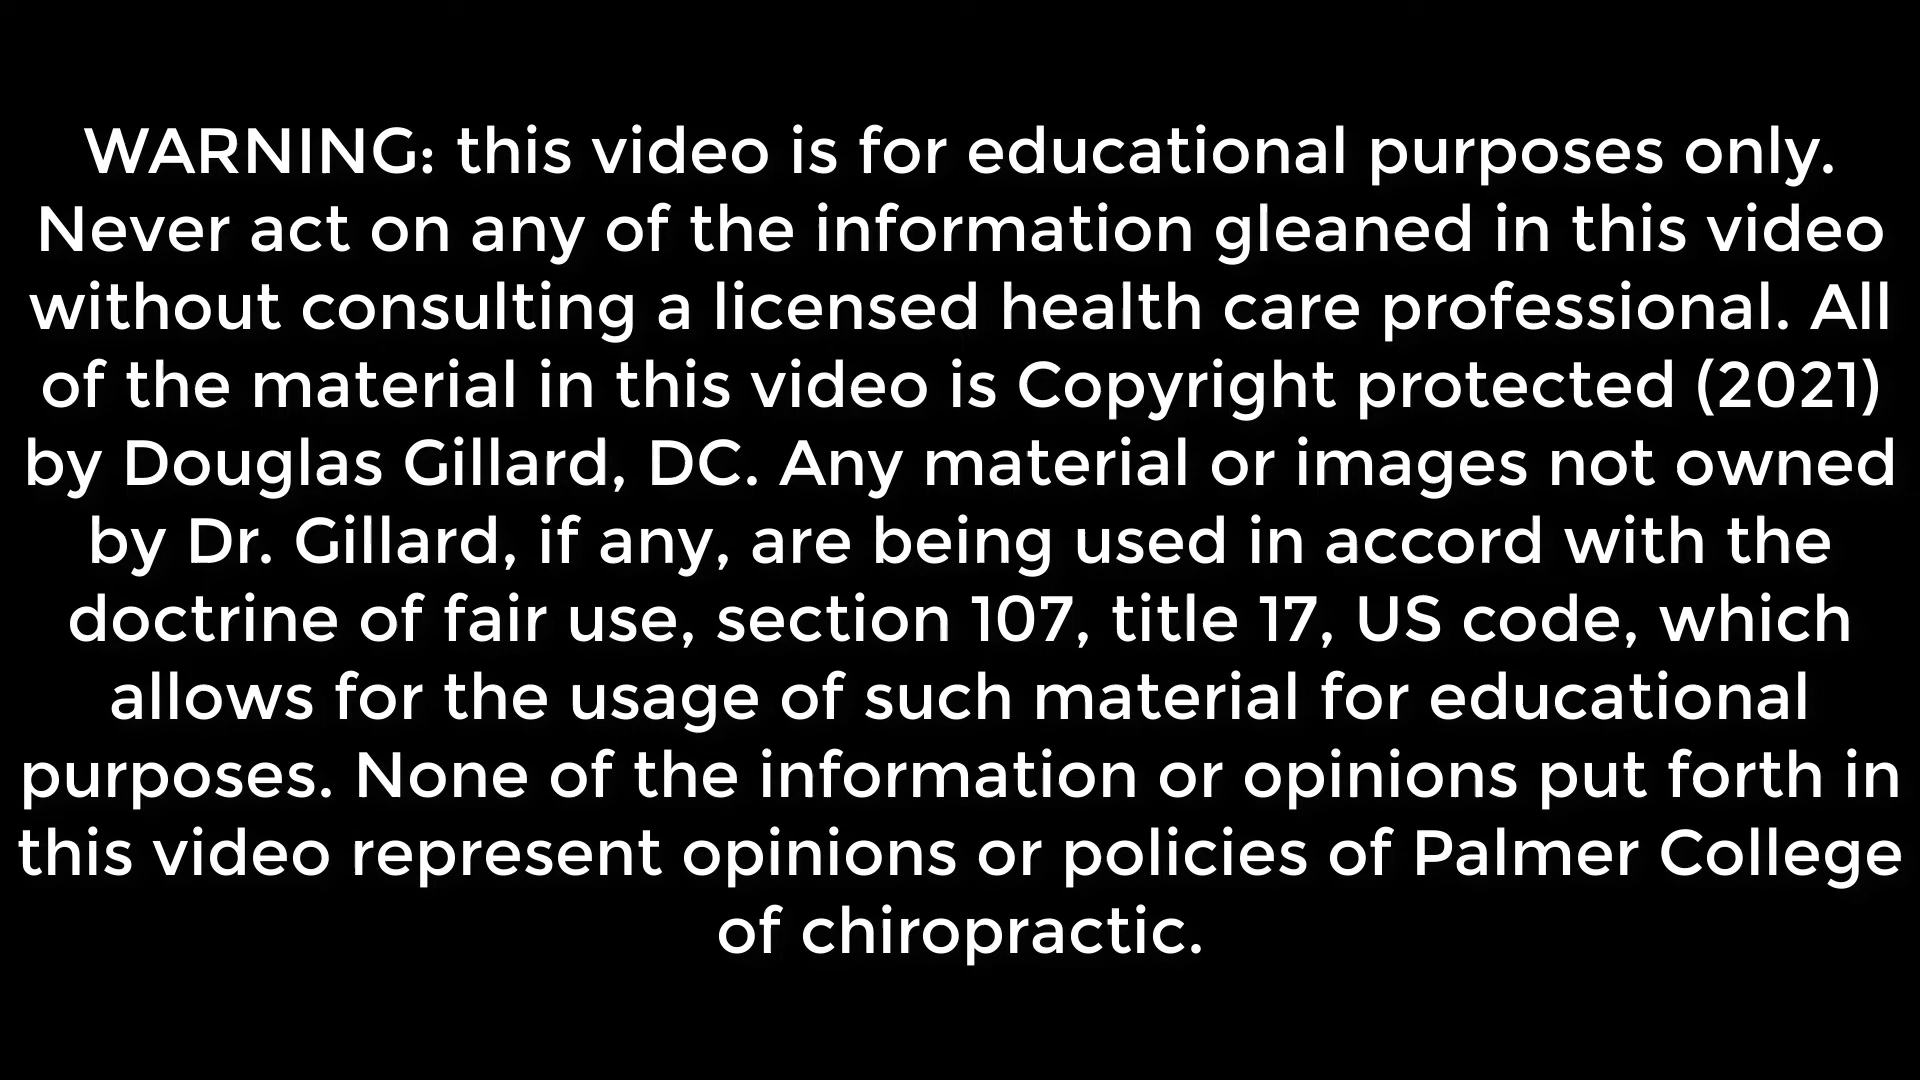 WARNING: this video is for educational purposes only.
Never act on any of the information gleaned in this video
without consulting a licensed health care professional. All
of the material in this video is Copyright protected (2021)
by Douglas Gillard, DC. Any material or images not owned
by Dr. Gillard, if any, are being used in accord with the
doctrine of fair use, section 107, title 17, US code, which
allows for the usage of such material for educational
purposes. None of the information or opinions put forth in
this video represent opinions or policies of Palmer College
of chiropractic.